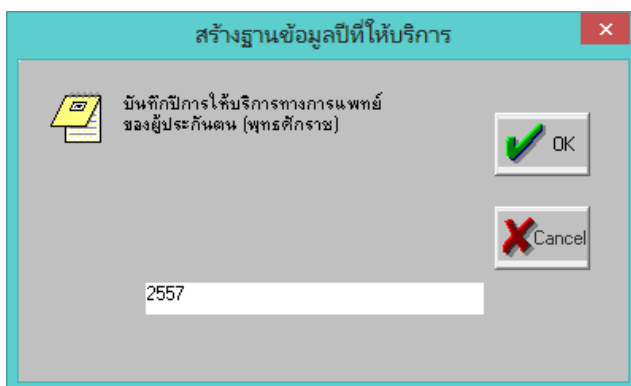 สร้างฐานข้อมูลปีที่ให้บริการ
บันทึกปีการให้บริการทางการแพทย์
ของผู้ประกันตน (พุทธศักราช)
OK
Cancel
2557